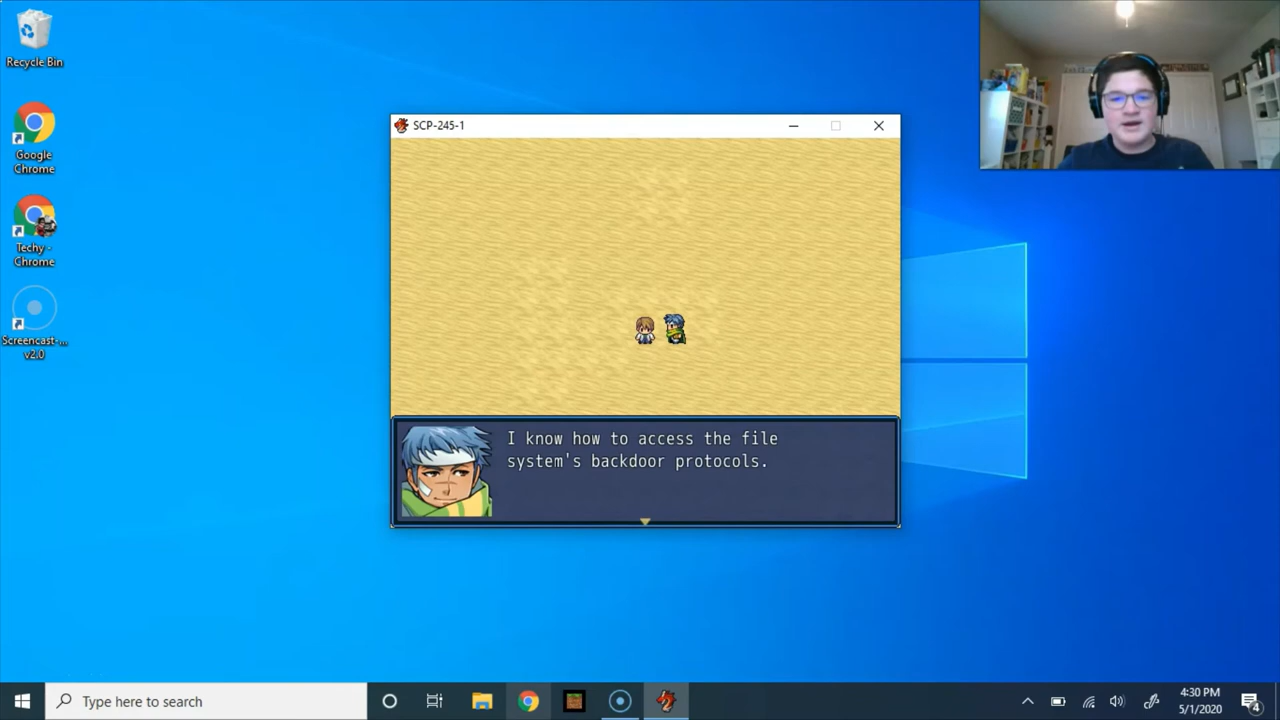 Recycle Bin
Google
Chrome
Techy -
Chrome
Screencast-...
v2.0
SCP-245-1
I know how to access the file
system's backdoor protocols.
Type here to search
4:30 PM
5/1/2020
4